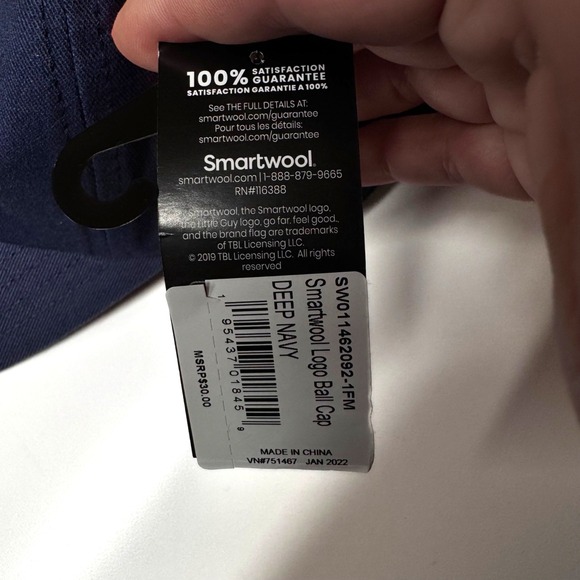 100% SATISFACTION GUARANTEE
SATISFACTION GARANTIE A 100%
See THE FULL DETAILS AT:
smartwool.com/guarantee
Pour tous les détails:
smartwool.com/guarantee
Smartwool.
smartwool.com | 1-888-879-9665
RN#116388
Smartwool, the Smartwool logo,
the Little Guy logo, go far. feel good.,
and the brand flag are trademarks
of TBL Licensing LLC.
© 2019 TBL Licensing LLC. All rights
reserved
SW011462092-1FM
Smartwool Logo Ball Cap
DEEP NAVY
1 95437 01845 9
MSRP$30.00
MADE IN CHINA
VN#751467 JAN 2022